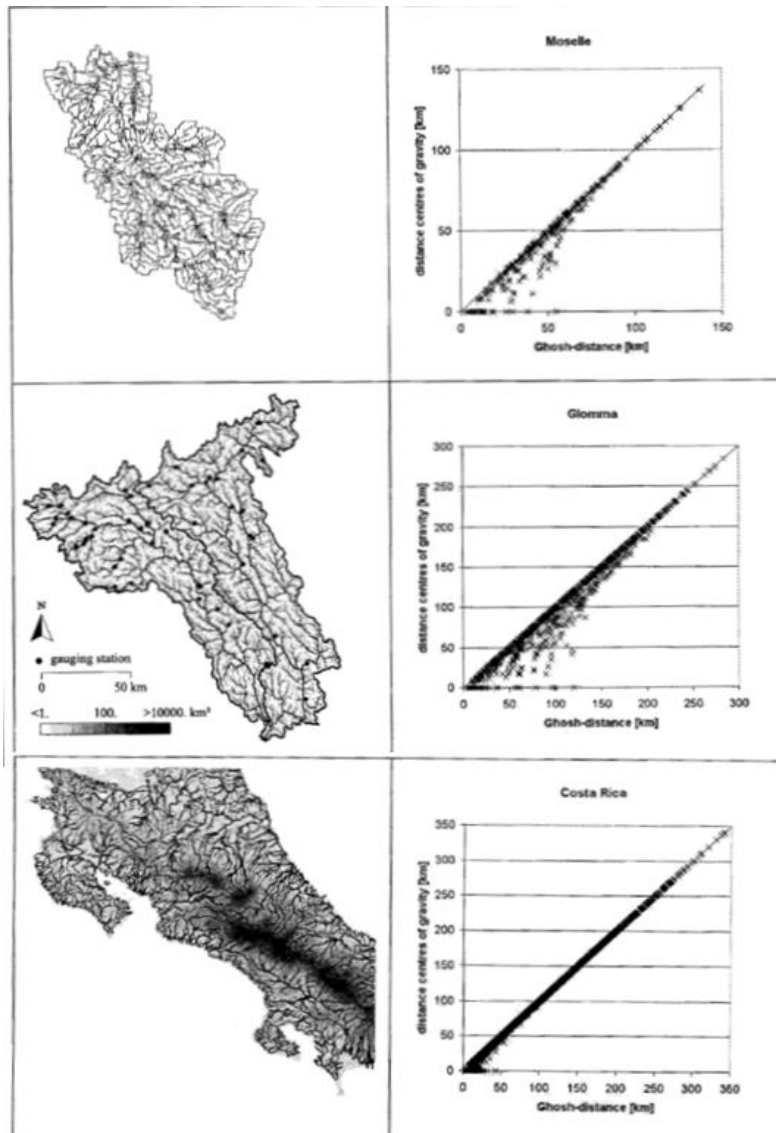 Moselle
150
100
50
0
distance centres of gravity [km]
0 50 100 150
Ghosh-distance [km]
N
gauging station
0 50 km
<1. 100. >10000. km²
Glomma
300
250
200
150
100
50
0
distance centres of gravity [km]
0 50 100 150 200 250 300
Ghosh-distance [km]
Costa Rica
350
300
250
200
150
100
50
0
distance centres of gravity [km]
0 50 100 150 200 250 300 350
Ghosh-distance [km]